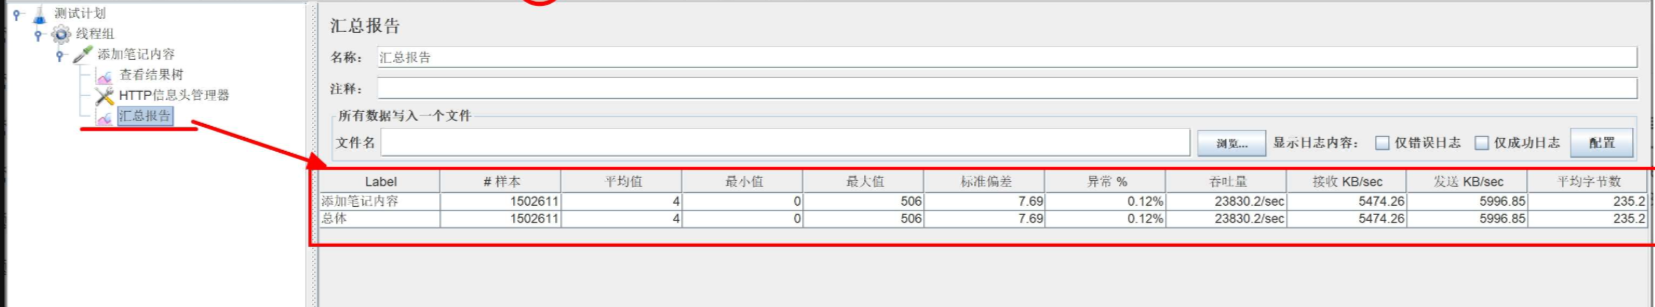 测试计划
线程组
添加笔记内容
查看结果树
HTTP信息头管理器
汇总报告
汇总报告
名称： 汇总报告
注释：
所有数据写入一个文件
文件名 浏览... 显示日志内容： 仅错误日志 仅成功日志 配置
Label # 样本 平均值 最小值 最大值 标准偏差 异常 % 吞吐量 接收 KB/sec 发送 KB/sec 平均字节数
添加笔记内容 1502611 4 0 506 7.69 0.12% 23830.2/sec 5474.26 5996.85 235.2
总体 1502611 4 0 506 7.69 0.12% 23830.2/sec 5474.26 5996.85 235.2